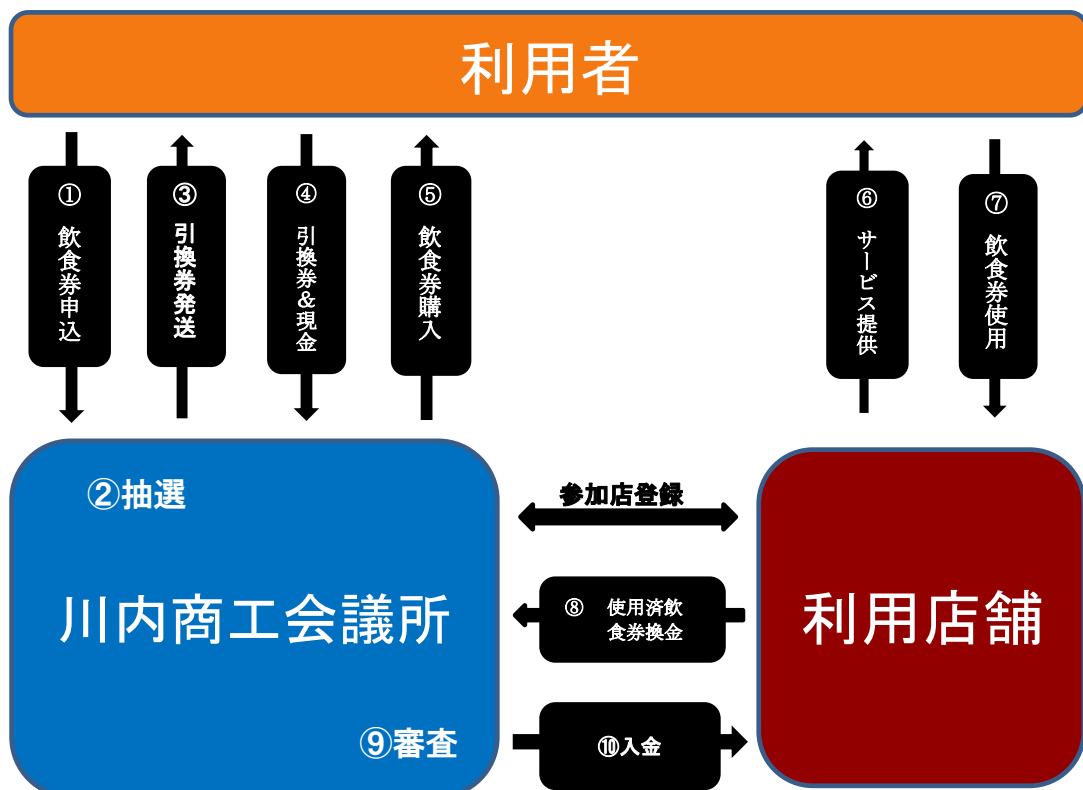 利用者
① 飲食券申込
③ 引換券発送
④ 引換券&現金
⑤ 飲食券購入
⑥ サービス提供
⑦ 飲食券使用
②抽選
川内商工会議所
⑨審査
参加店登録
⑧ 使用済飲
食券換金
⑩入金
利用店舗